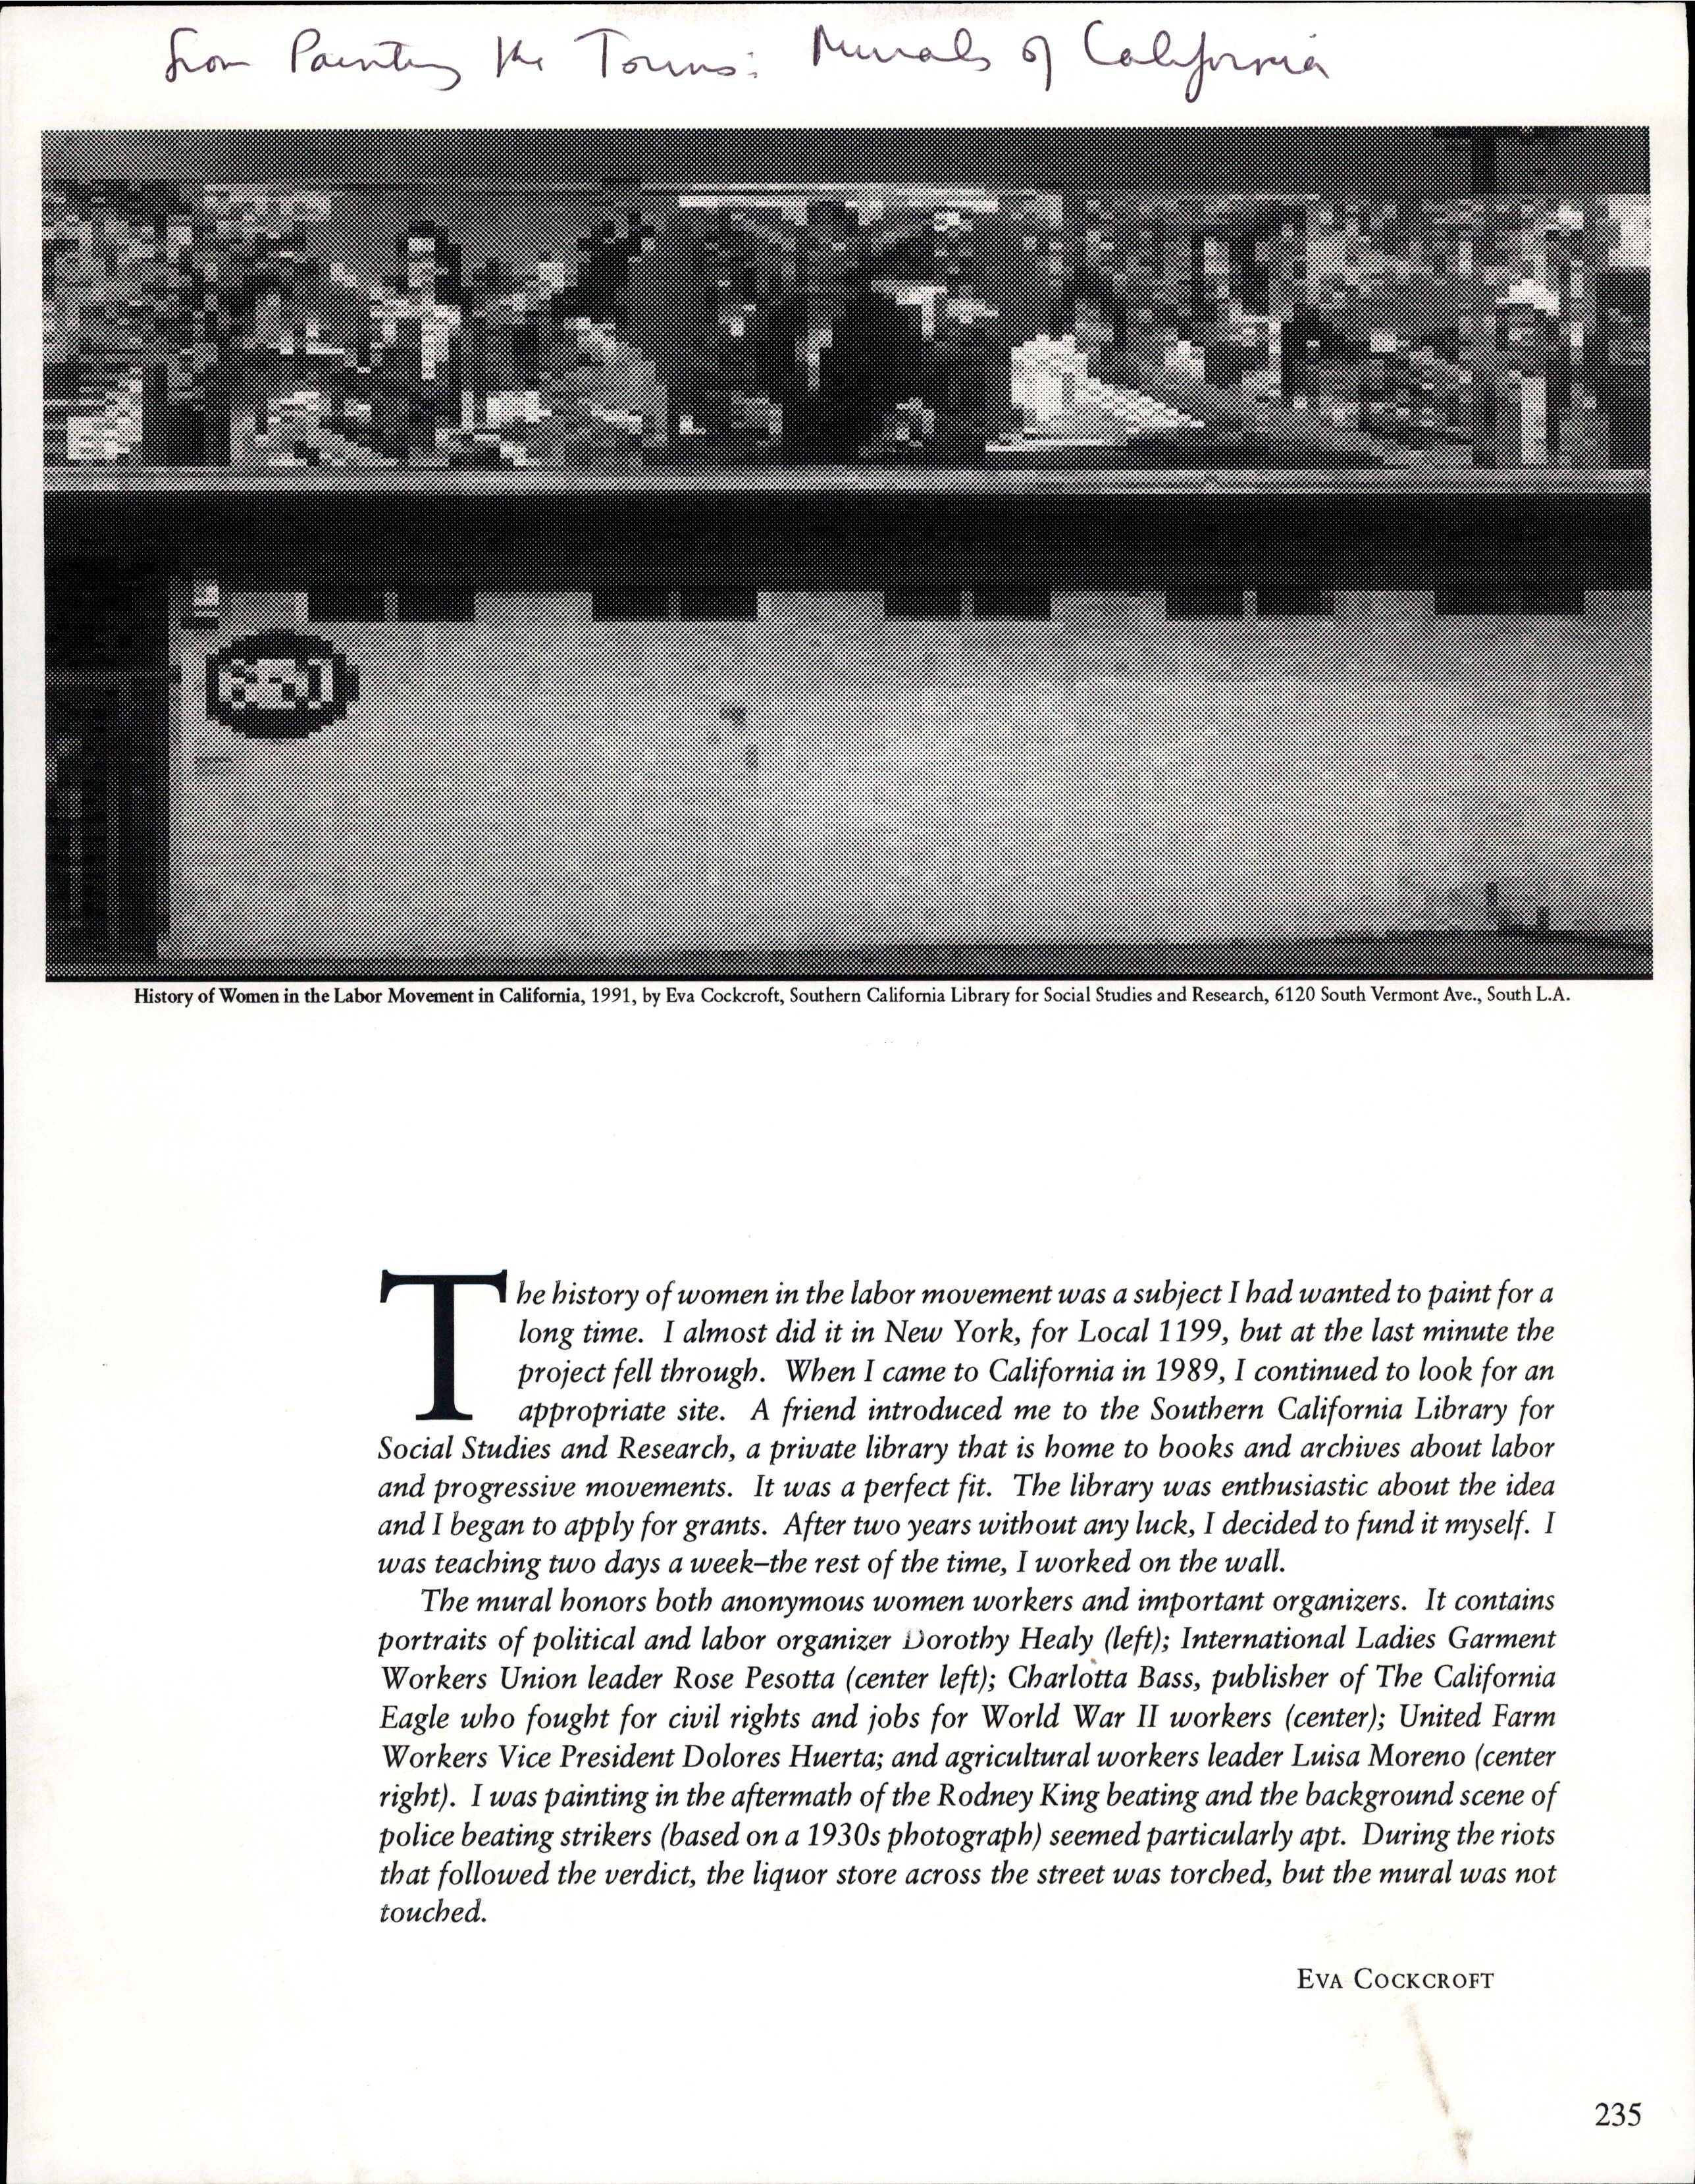 from Painting the Towns: Murals of California
History of Women in the Labor Movement in California, 1991, by Eva Cockcroft, Southern California Library for Social Studies and Research, 6120 South Vermont Ave., South L.A.
The history of women in the labor movement was a subject I had wanted to paint for a
long time. I almost did it in New York, for Local 1199, but at the last minute the
project fell through. When I came to California in 1989, I continued to look for an
appropriate site. A friend introduced me to the Southern California Library for
Social Studies and Research, a private library that is home to books and archives about labor
and progressive movements. It was a perfect fit. The library was enthusiastic about the idea
and I began to apply for grants. After two years without any luck, I decided to fund it myself. I
was teaching two days a week–the rest of the time, I worked on the wall.
The mural honors both anonymous women workers and important organizers. It contains
portraits of political and labor organizer Dorothy Healy (left); International Ladies Garment
Workers Union leader Rose Pesotta (center left); Charlotta Bass, publisher of The California
Eagle who fought for civil rights and jobs for World War II workers (center); United Farm
Workers Vice President Dolores Huerta; and agricultural workers leader Luisa Moreno (center
right). I was painting in the aftermath of the Rodney King beating and the background scene of
police beating strikers (based on a 1930s photograph) seemed particularly apt. During the riots
that followed the verdict, the liquor store across the street was torched, but the mural was not
touched.
EVA COCKCROFT
235